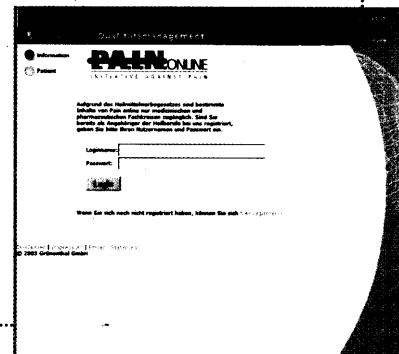 Qualitätsmanagement
Information
Patient
PAIN ONLINE
INITIATIVE AGAINST PAIN
Aufgrund des Heilmittelwerbegesetzes sind bestimmte
Inhalte von Pain online nur medizinischen und
pharmazeutischen Fachkreisen zugänglich. Sind Sie
bereits als Angehöriger der Heilberufe bei uns registriert,
geben Sie bitte Ihren Nutzernamen und Passwort ein.
Loginname:
Passwort:
Login
Wenn Sie sich noch nicht registriert haben, können Sie sich
© 2003 Grünenthal GmbH